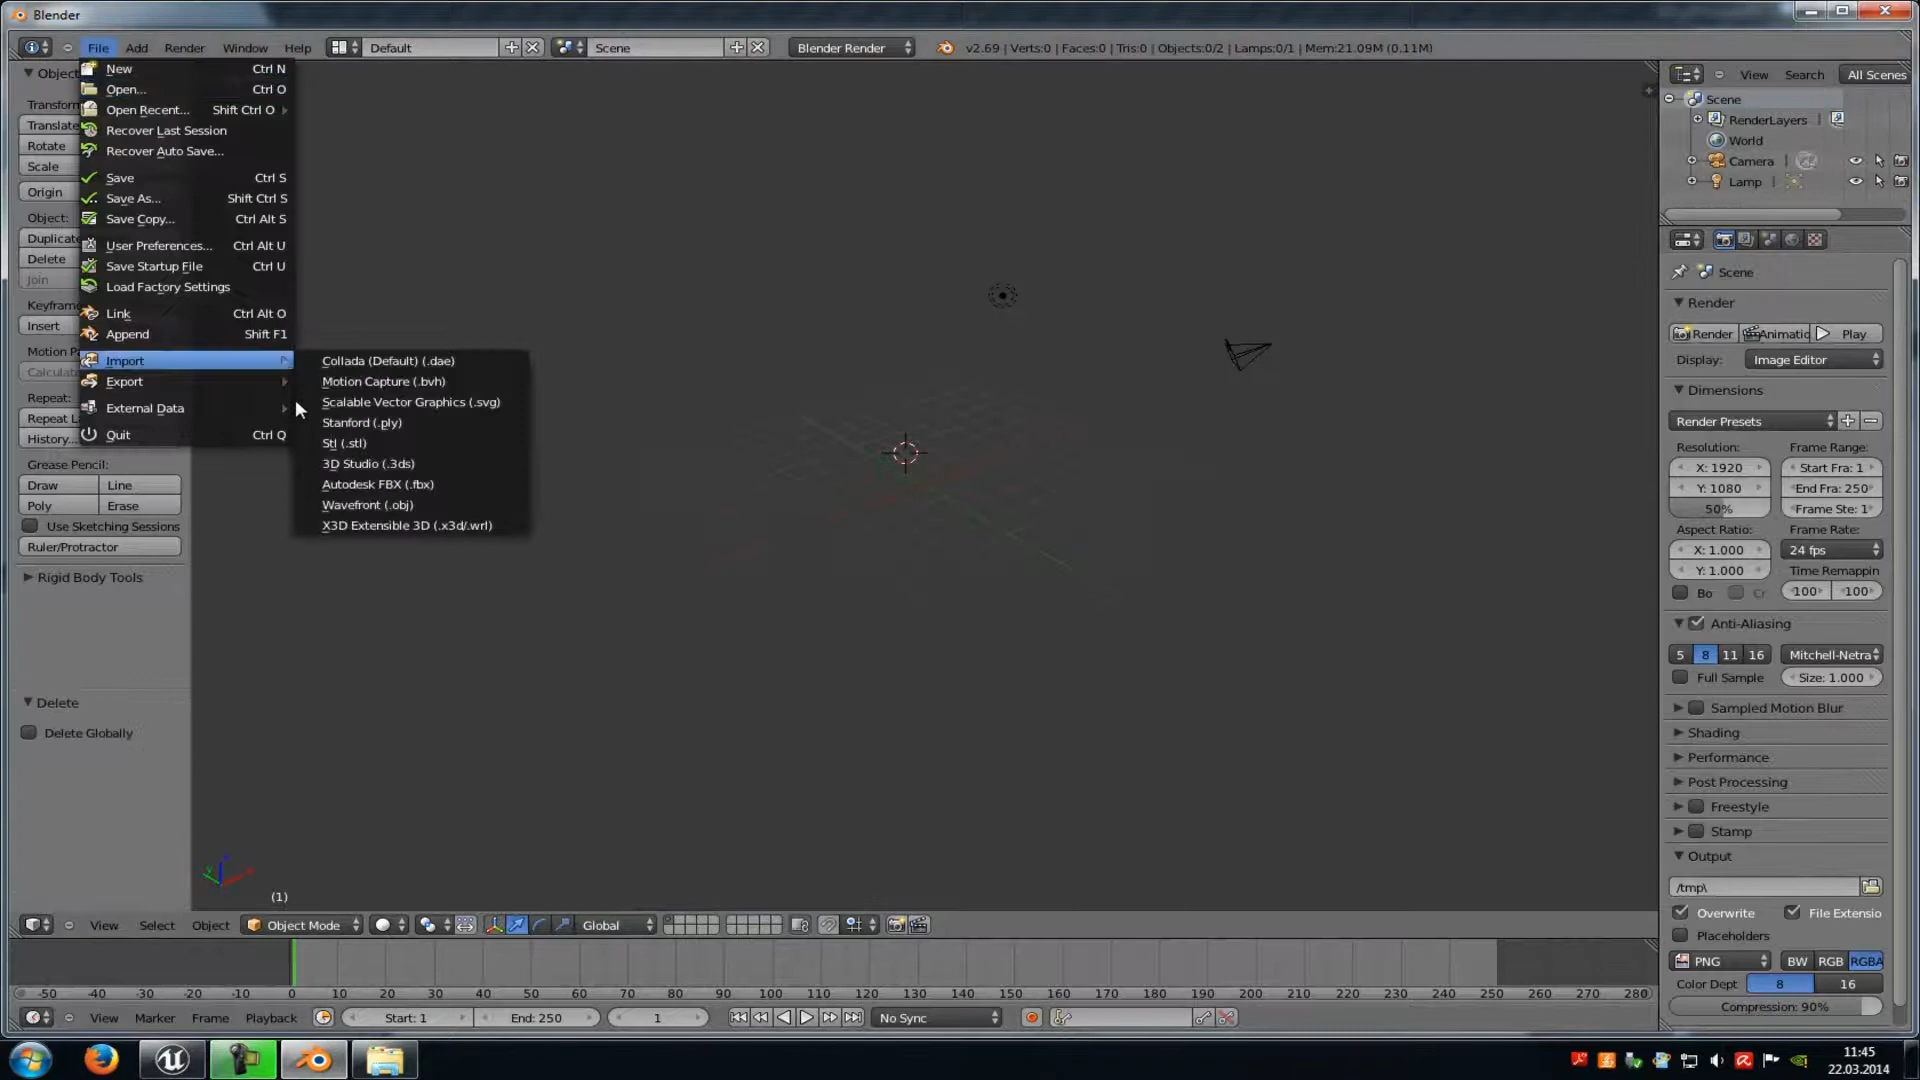 Blender
File Add Render Window Help Default Scene Blender Render v2.69 | Verts:0 | Faces:0 | Tris:0 | Objects:0/2 | Lamps:0/1 | Mem:21.09M (0.11M)
New Ctrl N
Open... Ctrl O
Open Recent... Shift Ctrl O
Recover Last Session
Recover Auto Save...
Save Ctrl S
Save As... Shift Ctrl S
Save Copy... Ctrl Alt S
User Preferences... Ctrl Alt U
Save Startup File Ctrl U
Load Factory Settings
Link Ctrl Alt O
Append Shift F1
Import
Export
External Data
Quit Ctrl Q
Collada (Default) (.dae)
Motion Capture (.bvh)
Scalable Vector Graphics (.svg)
Stanford (.ply)
Stl (.stl)
3D Studio (.3ds)
Autodesk FBX (.fbx)
Wavefront (.obj)
X3D Extensible 3D (.x3d/.wrl)
Object
Transform
Translate
Rotate
Scale
Origin
Object:
Duplicate
Delete
Join
Keyfram
Insert
Motion Pa
Calculat
Repeat:
Repeat L
History...
Grease Pencil:
Draw Line
Poly Erase
Use Sketching Sessions
Ruler/Protractor
Rigid Body Tools
Delete
Delete Globally
(1)
View Search All Scenes
Scene
RenderLayers
World
Camera
Lamp
Scene
Render
Render Animatic Play
Display: Image Editor
Dimensions
Render Presets
Resolution: Frame Range:
X: 1920 Start Fra: 1
Y: 1080 End Fra: 250
50% Frame Ste: 1
Aspect Ratio: Frame Rate:
X: 1.000 24 fps
Y: 1.000 Time Remappin
Bo Cr 100 100
Anti-Aliasing
5 8 11 16 Mitchell-Netra
Full Sample Size: 1.000
Sampled Motion Blur
Shading
Performance
Post Processing
Freestyle
Stamp
Output
/tmp\
Overwrite File Extensio
Placeholders
PNG BW RGB RGBA
Color Dept 8 16
Compression: 90%
View Select Object Object Mode Global
-50 -40 -30 -20 -10 0 10 20 30 40 50 60 70 80 90 100 110 120 130 140 150 160 170 180 190 200 210 220 230 240 250 260 270 280
View Marker Frame Playback Start: 1 End: 250 1 No Sync
11:45
22.03.2014